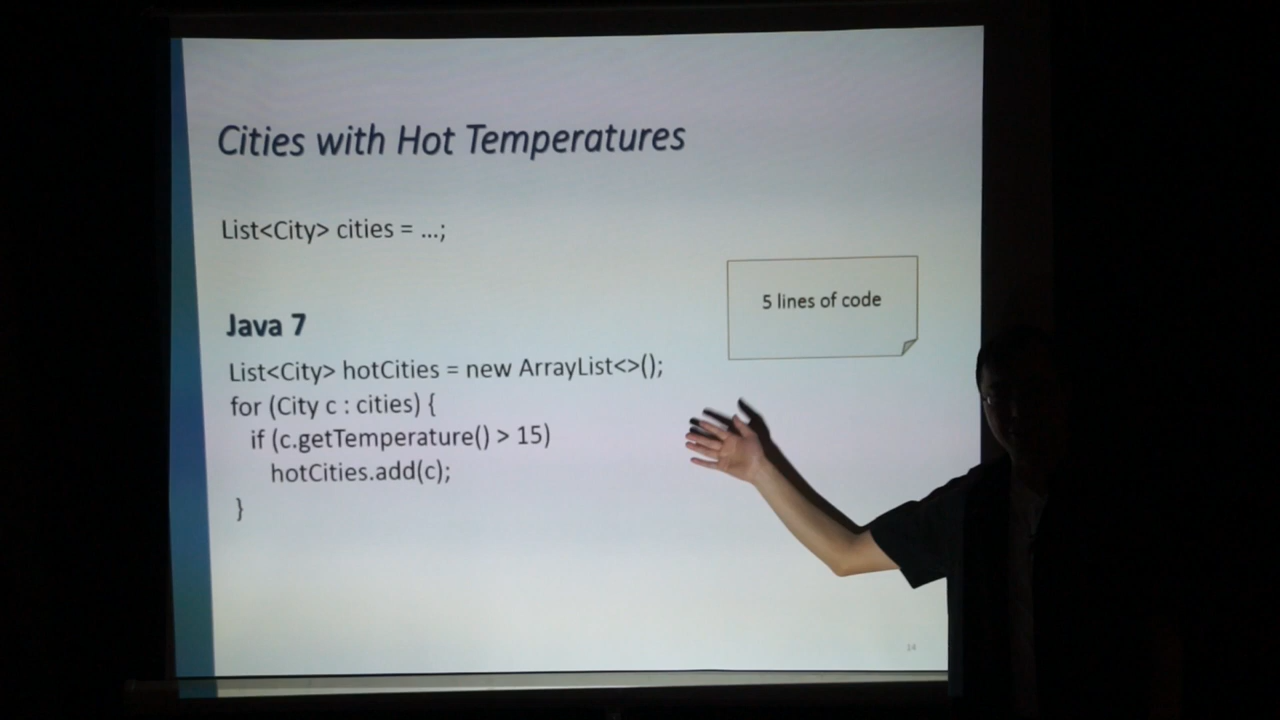 Cities with Hot Temperatures
List<City> cities = ...;
5 lines of code
Java 7
List<City> hotCities = new ArrayList<>();
for (City c : cities) {
if (c.getTemperature() > 15)
hotCities.add(c);
}